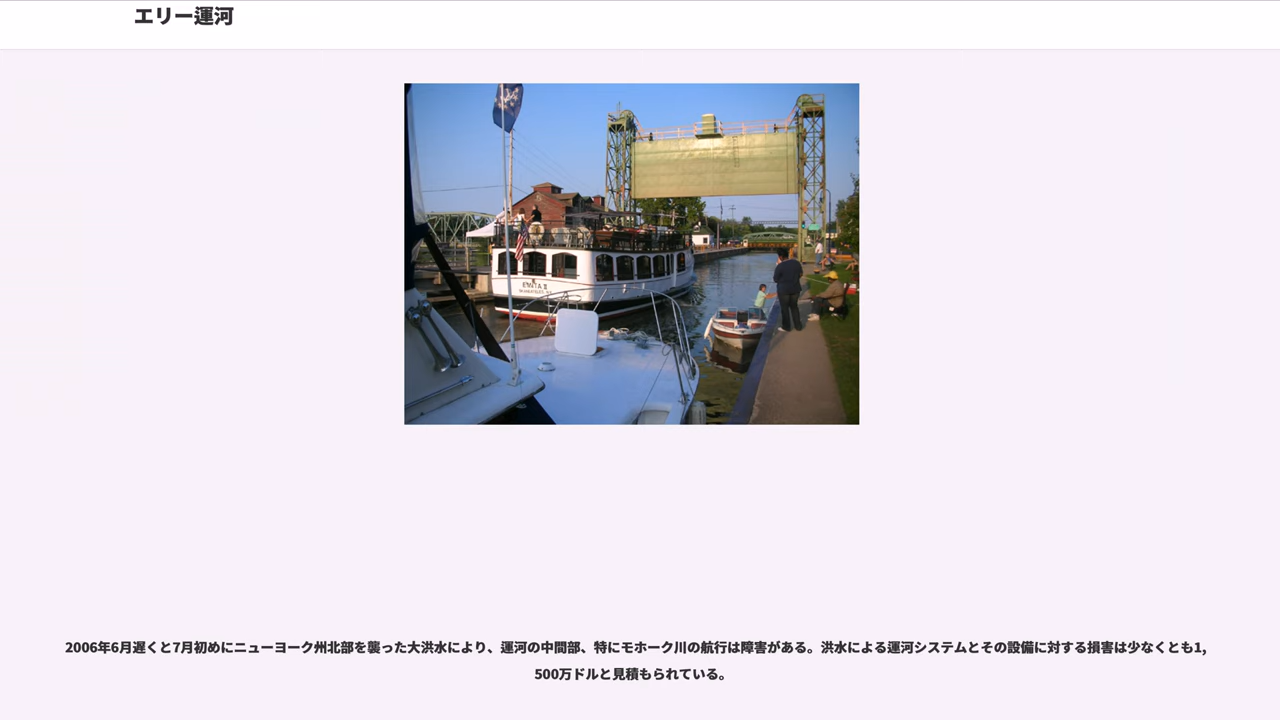 エリー運河
EMITA II
2006年6月遅くと7月初めにニューヨーク州北部を襲った大洪水により、運河の中間部、特にモホーク川の航行は障害がある。洪水による運河システムとその設備に対する損害は少なくとも1,
500万ドルと見積もられている。